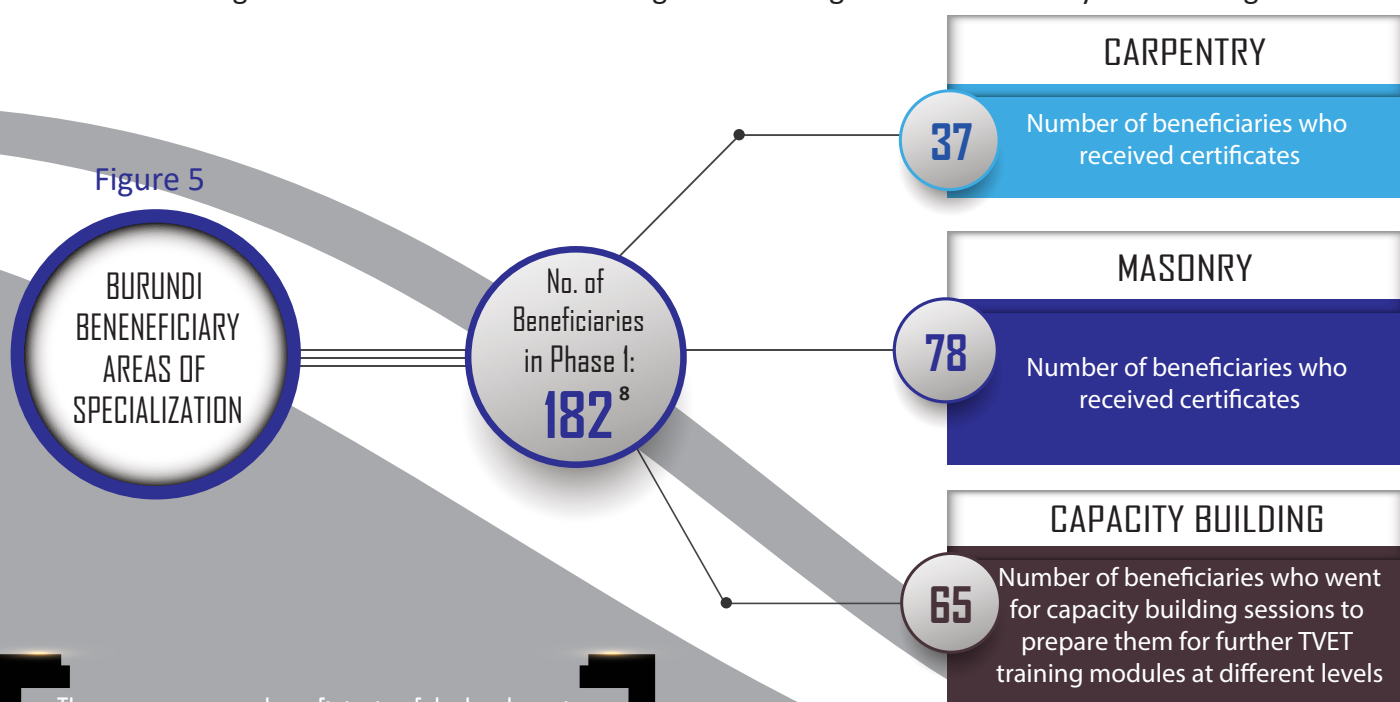 CARPENTRY
37
Number of beneficiaries who
received certificates
Figure 5
BURUNDI
BENENEFICIARY
AREAS OF
SPECIALIZATION
No. of
Beneficiaries
in Phase 1:
182 8
MASONRY
78
Number of beneficiaries who
received certificates
CAPACITY BUILDING
65
Number of beneficiaries who went
for capacity building sessions to
prepare them for further TVET
training modules at different levels